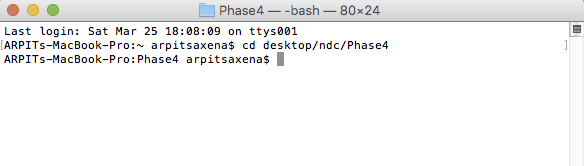 Phase4 — -bash — 80×24
Last login: Sat Mar 25 18:08:09 on ttys001
[ARPITs-MacBook-Pro:~ arpitsaxena$ cd desktop/ndc/Phase4 ]
ARPITs-MacBook-Pro:Phase4 arpitsaxena$